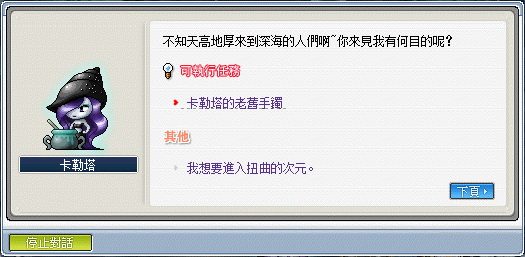 不知天高地厚來到深海的人們啊~你來見我有何目的呢?
可執行任務
卡勒塔的老舊手鐲
其他
我想要進入扭曲的次元。
卡勒塔
下頁
停止對話